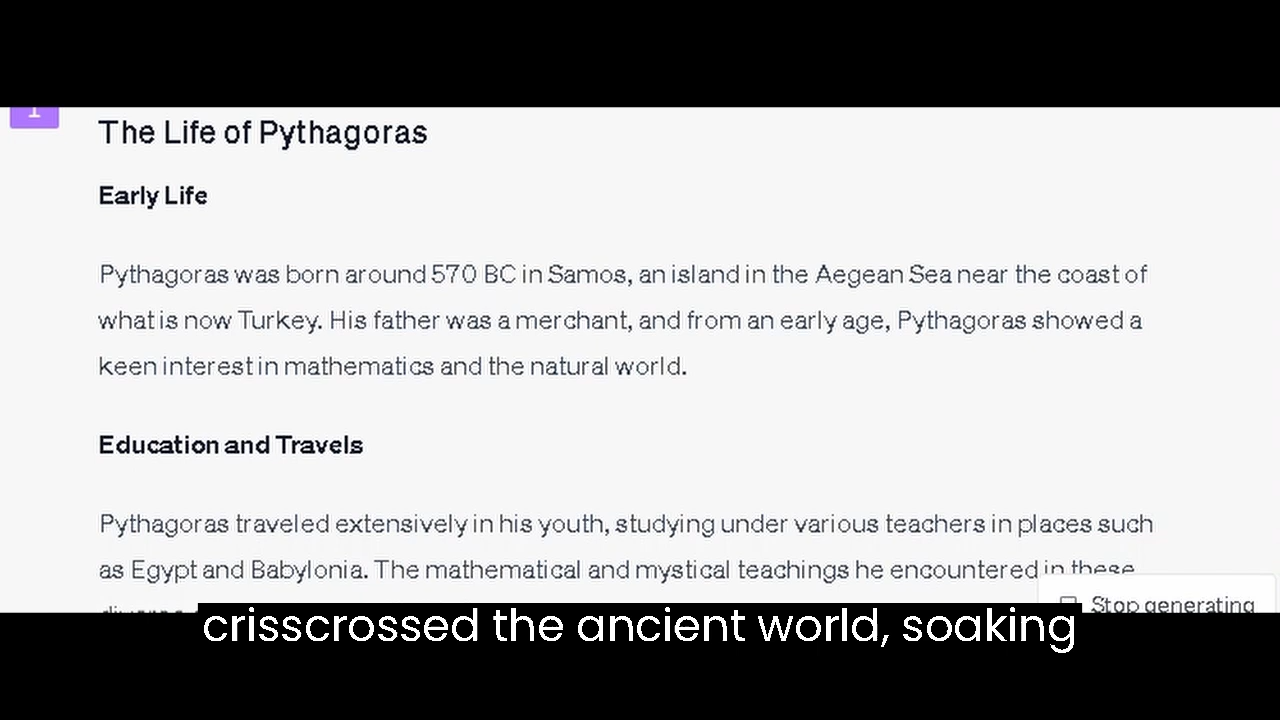 1
The Life of Pythagoras
Early Life
Pythagoras was born around 570 BC in Samos, an island in the Aegean Sea near the coast of
what is now Turkey. His father was a merchant, and from an early age, Pythagoras showed a
keen interest in mathematics and the natural world.
Education and Travels
Pythagoras traveled extensively in his youth, studying under various teachers in places such
as Egypt and Babylonia. The mathematical and mystical teachings he encountered in these
Stop generating
crisscrossed the ancient world, soaking